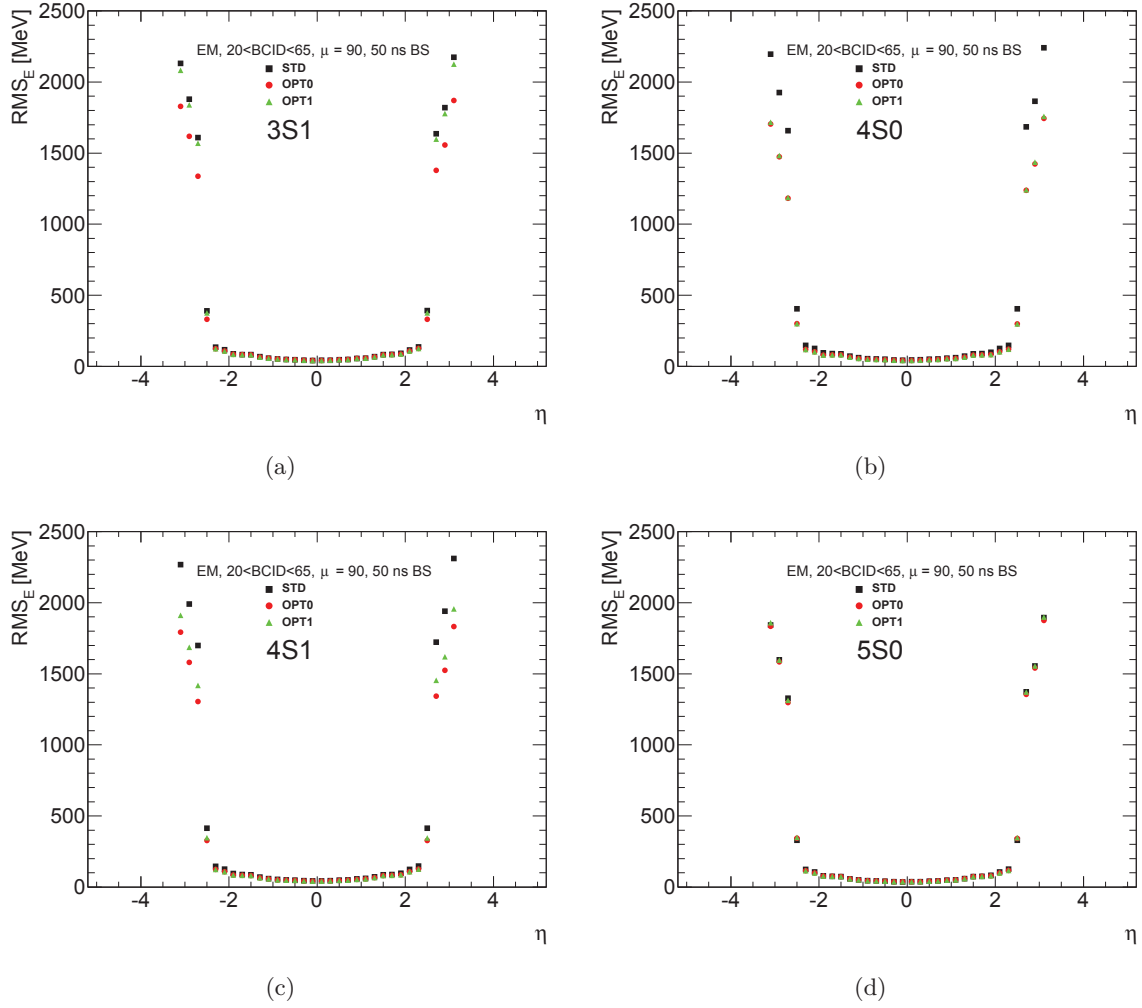 RMS_E [MeV]
2500
2000
1500
1000
500
0
EM, 20<BCID<65, μ = 90, 50 ns BS
STD
OPT0
OPT1
3S1
-4 -2 0 2 4
η
(a)
RMS_E [MeV]
2500
2000
1500
1000
500
0
EM, 20<BCID<65, μ = 90, 50 ns BS
STD
OPT0
OPT1
4S0
-4 -2 0 2 4
η
(b)
RMS_E [MeV]
2500
2000
1500
1000
500
0
EM, 20<BCID<65, μ = 90, 50 ns BS
STD
OPT0
OPT1
4S1
-4 -2 0 2 4
η
(c)
RMS_E [MeV]
2500
2000
1500
1000
500
0
EM, 20<BCID<65, μ = 90, 50 ns BS
STD
OPT0
OPT1
5S0
-4 -2 0 2 4
η
(d)